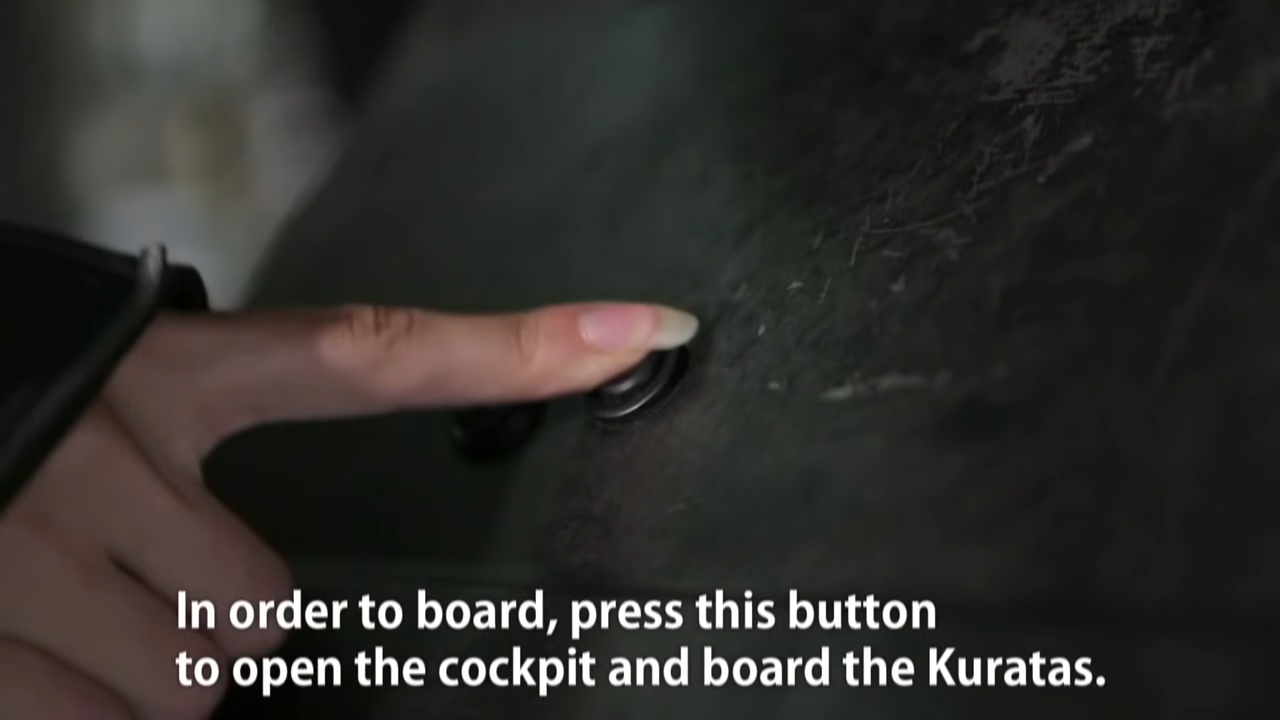 In order to board, press this button
to open the cockpit and board the Kuratas.